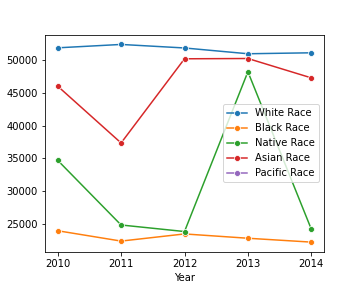 50000
45000
40000
35000
30000
25000
White Race
Black Race
Native Race
Asian Race
Pacific Race
2010 2011 2012 2013 2014
Year